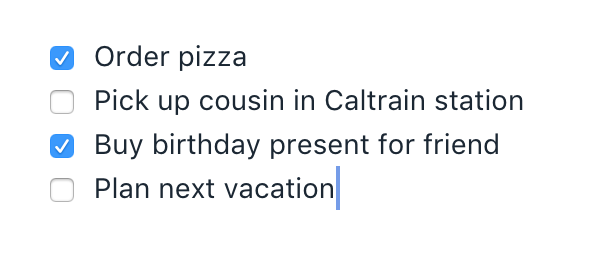 Order pizza
Pick up cousin in Caltrain station
Buy birthday present for friend
Plan next vacation